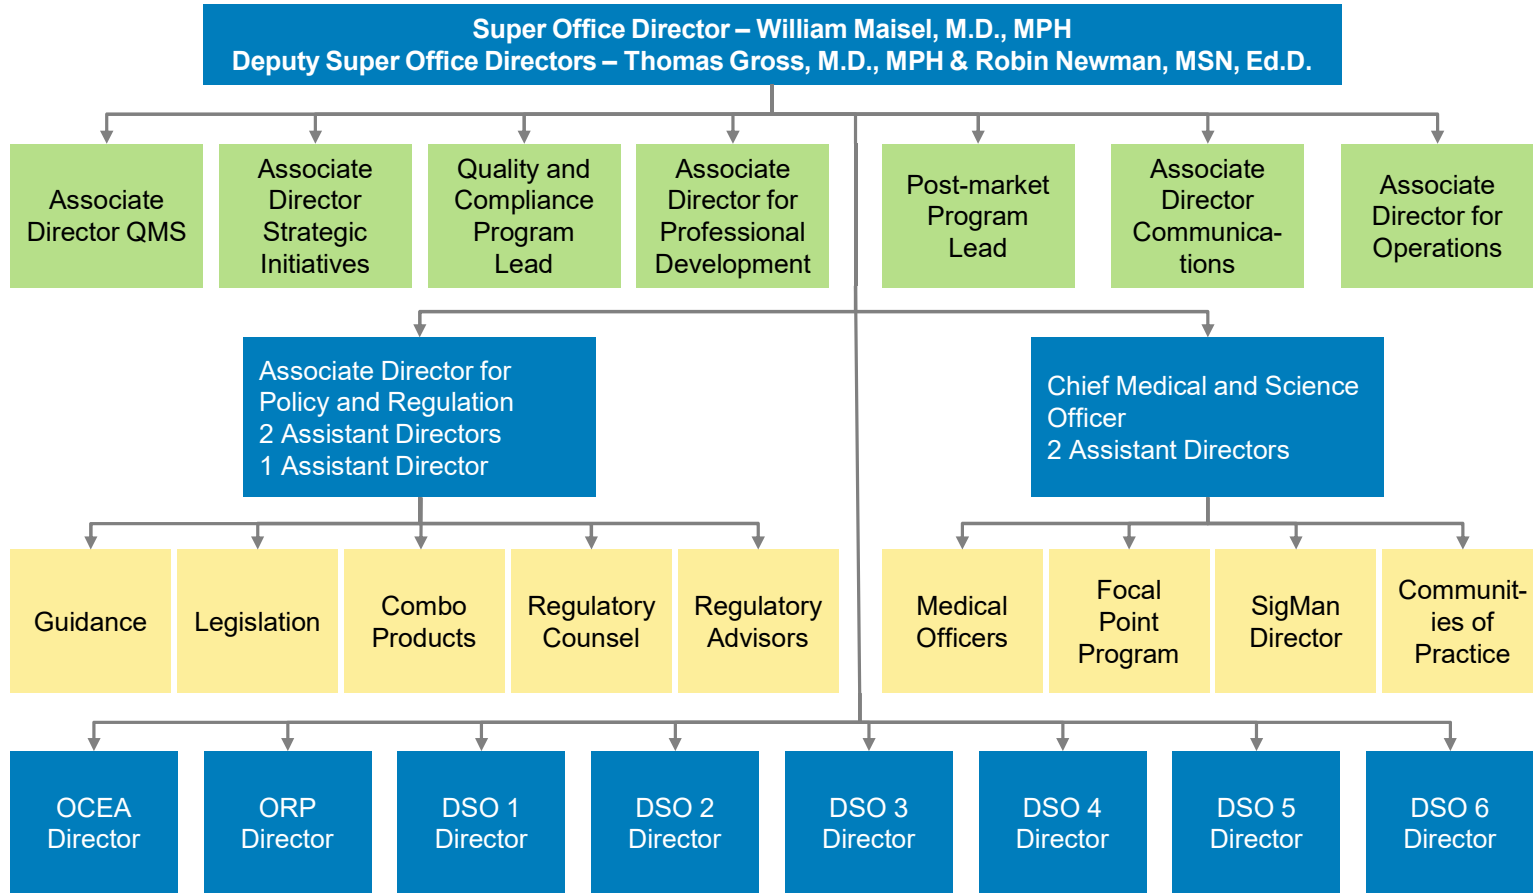 Super Office Director – William Maisel, M.D., MPH
Deputy Super Office Directors – Thomas Gross, M.D., MPH & Robin Newman, MSN, Ed.D.
Associate
Director QMS
Associate
Director
Strategic
Initiatives
Quality and
Compliance
Program
Lead
Associate
Director for
Professional
Development
Post-market
Program
Lead
Associate
Director
Communica-
tions
Associate
Director for
Operations
Associate Director for
Policy and Regulation
2 Assistant Directors
1 Assistant Director
Chief Medical and Science
Officer
2 Assistant Directors
Guidance
Legislation
Combo
Products
Regulatory
Counsel
Regulatory
Advisors
Medical
Officers
Focal
Point
Program
SigMan
Director
Communit-
ies of
Practice
OCEA
Director
ORP
Director
DSO 1
Director
DSO 2
Director
DSO 3
Director
DSO 4
Director
DSO 5
Director
DSO 6
Director